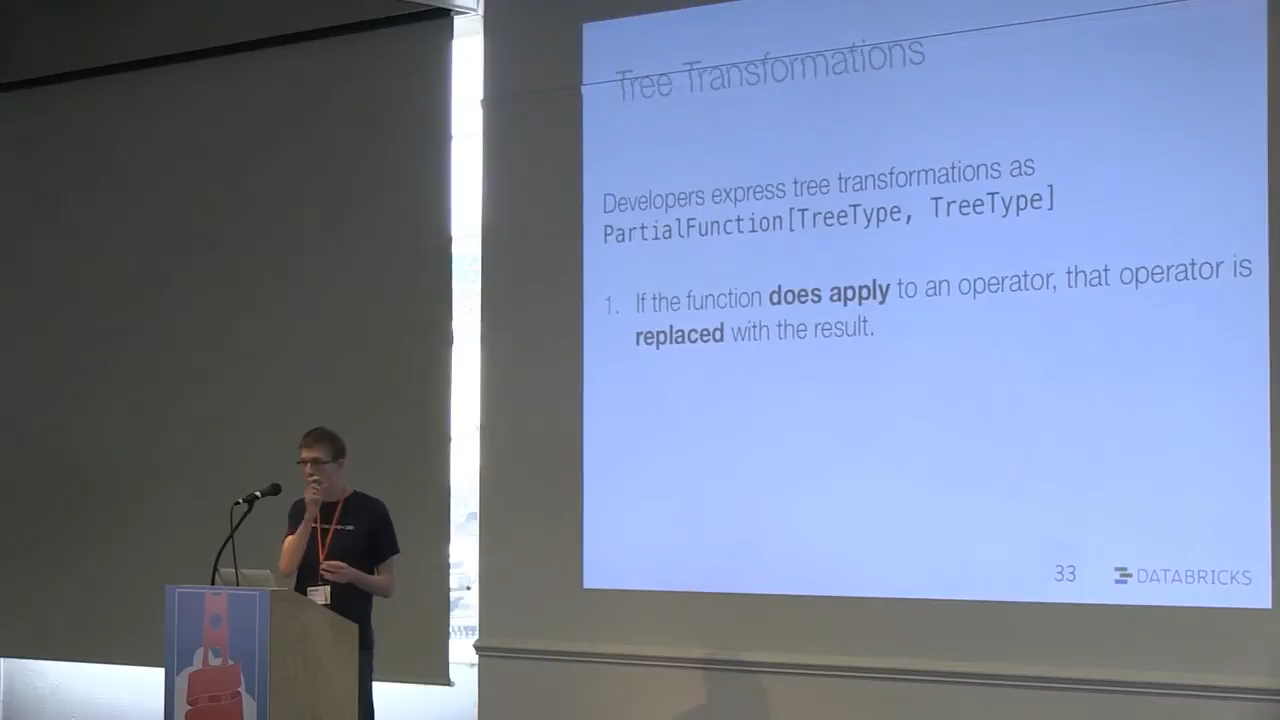 Tree Transformations
Developers express tree transformations as
PartialFunction[TreeType, TreeType]
1. If the function does apply to an operator, that operator is
replaced with the result.
33 DATABRICKS